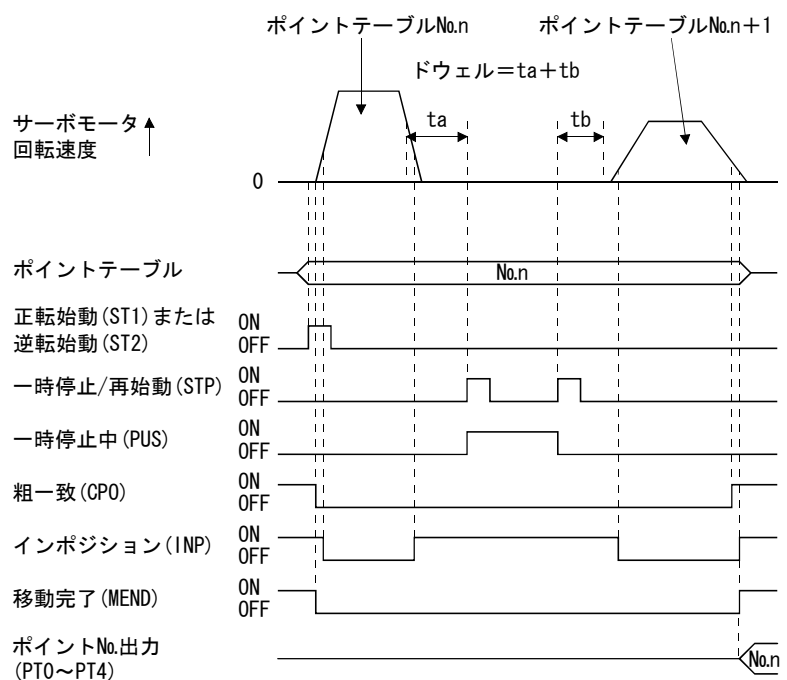 ポイントテーブル№n
ポイントテーブル№n＋1
ドウェル＝ta＋tb
サーボモータ
回転速度
ta
tb
0
ポイントテーブル
№n
正転始動(ST1)または
逆転始動(ST2)
ON
OFF
一時停止/再始動(STP)
ON
OFF
一時停止中(PUS)
ON
OFF
粗一致(CPO)
ON
OFF
インポジション(INP)
ON
OFF
移動完了(MEND)
ON
OFF
ポイント№出力
(PT0～PT4)
№n